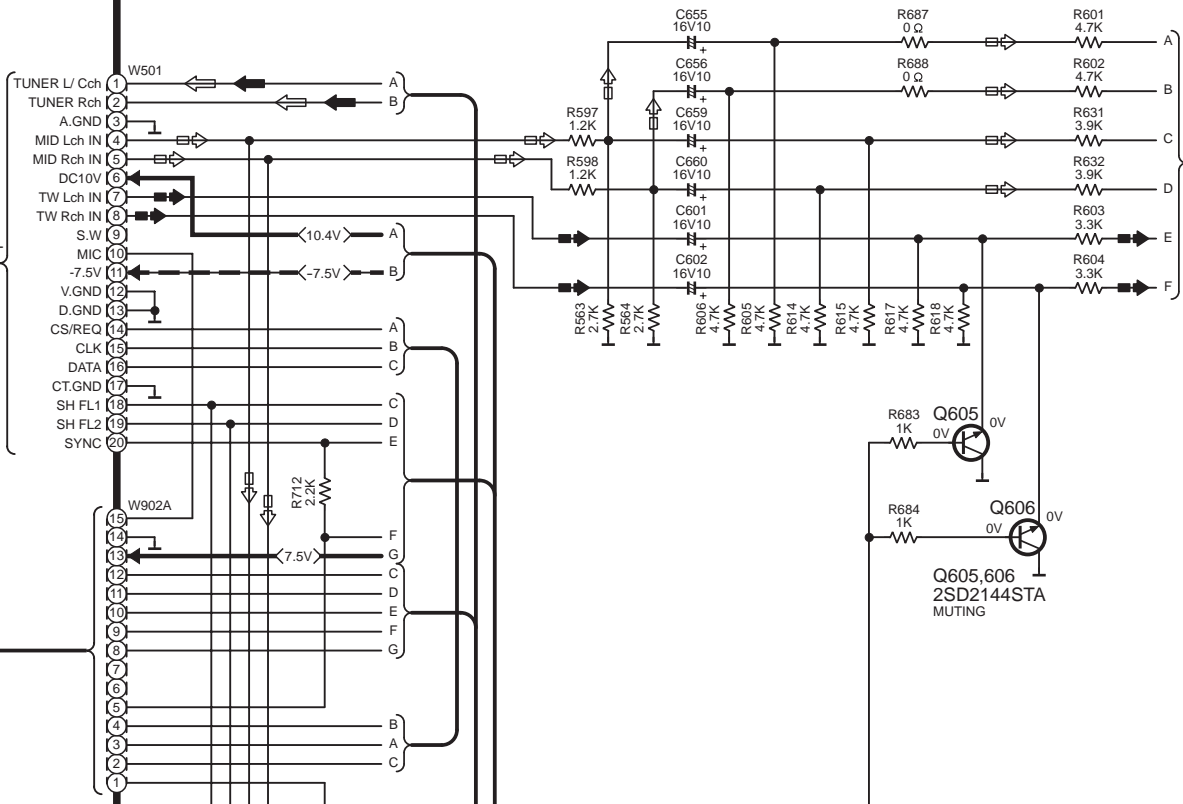 W501
TUNER L/ Cch 1 A
TUNER Rch 2 B
A.GND 3
MID Lch IN 4
MID Rch IN 5
DC10V 6
TW Lch IN 7
TW Rch IN 8
S.W 9 10.4V A
MIC 10
-7.5V 11 -7.5V B
V.GND 12
D.GND 13
CS/REQ 14 A
CLK 15 B
DATA 16 C
CT.GND 17
SH FL1 18 C
SH FL2 19 D
SYNC 20 E
R712
2.2K
W902A
15
14 F
13 7.5V G
12 C
11 D
10 E
9 F
8 G
7
6
5
4 B
3 A
2 C
1
R597
1.2K
R598
1.2K
C655
16V10
+
C656
16V10
+
C659
16V10
+
C660
16V10
+
C601
16V10
+
C602
16V10
+
R687
0 Ω
R688
0 Ω
R601
4.7K
A
R602
4.7K
B
R631
3.9K
C
R632
3.9K
D
R603
3.3K
E
R604
3.3K
F
R563
2.7K
R564
2.7K
R606
4.7K
R605
4.7K
R614
4.7K
R615
4.7K
R617
4.7K
R618
4.7K
R683
1K
Q605
0V
0V
R684
1K
Q606
0V
0V
Q605,606
2SD2144STA
MUTING